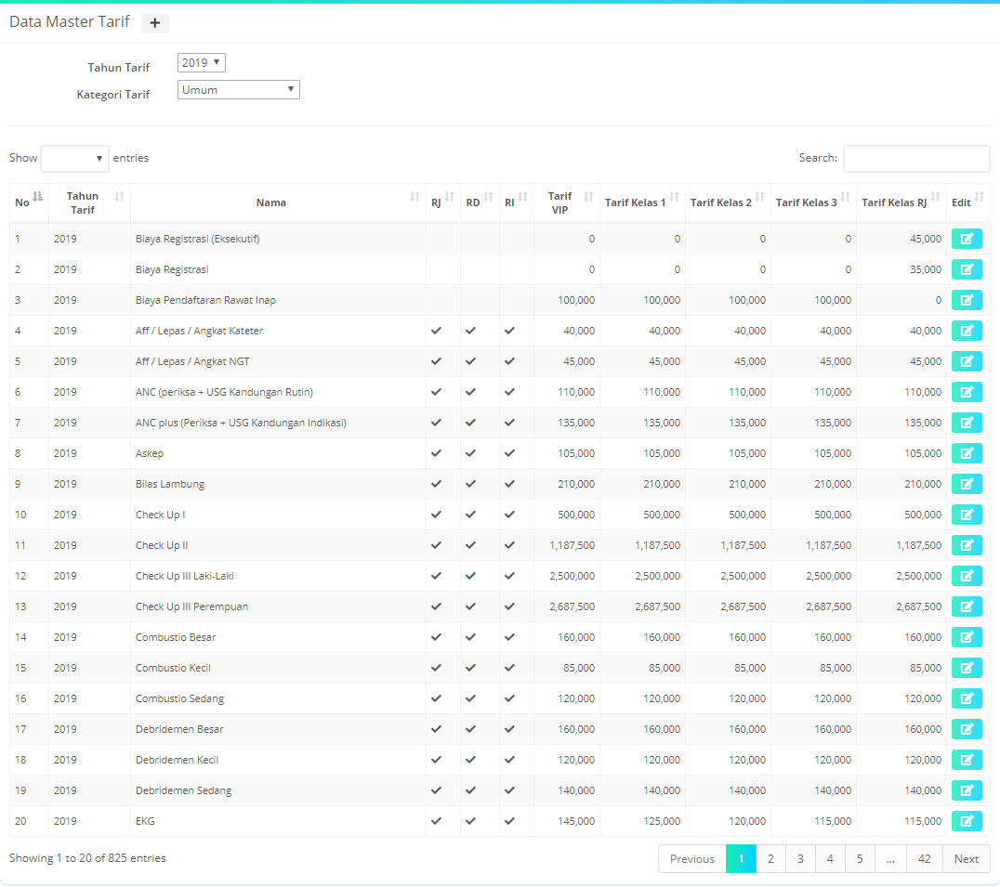 Data Master Tarif +
Tahun Tarif 2019
Kategori Tarif Umum
Show entries Search:
No Tahun Tarif Nama RJ RD RI Tarif VIP Tarif Kelas 1 Tarif Kelas 2 Tarif Kelas 3 Tarif Kelas RJ Edit
1 2019 Biaya Registrasi (Eksekutif) 0 0 0 0 45,000
2 2019 Biaya Registrasi 0 0 0 0 35,000
3 2019 Biaya Pendaftaran Rawat Inap 100,000 100,000 100,000 100,000 0
4 2019 Aff / Lepas / Angkat Kateter ✔ ✔ ✔ 40,000 40,000 40,000 40,000 40,000
5 2019 Aff / Lepas / Angkat NGT ✔ ✔ ✔ 45,000 45,000 45,000 45,000 45,000
6 2019 ANC (periksa + USG Kandungan Rutin) ✔ ✔ ✔ 110,000 110,000 110,000 110,000 110,000
7 2019 ANC plus (Periksa + USG Kandungan Indikasi) ✔ ✔ ✔ 135,000 135,000 135,000 135,000 135,000
8 2019 Askep ✔ ✔ ✔ 105,000 105,000 105,000 105,000 105,000
9 2019 Bilas Lambung ✔ ✔ ✔ 210,000 210,000 210,000 210,000 210,000
10 2019 Check Up I ✔ ✔ ✔ 500,000 500,000 500,000 500,000 500,000
11 2019 Check Up II ✔ ✔ ✔ 1,187,500 1,187,500 1,187,500 1,187,500 1,187,500
12 2019 Check Up III Laki-Laki ✔ ✔ ✔ 2,500,000 2,500,000 2,500,000 2,500,000 2,500,000
13 2019 Check Up III Perempuan ✔ ✔ ✔ 2,687,500 2,687,500 2,687,500 2,687,500 2,687,500
14 2019 Combustio Besar ✔ ✔ ✔ 160,000 160,000 160,000 160,000 160,000
15 2019 Combustio Kecil ✔ ✔ ✔ 85,000 85,000 85,000 85,000 85,000
16 2019 Combustio Sedang ✔ ✔ ✔ 120,000 120,000 120,000 120,000 120,000
17 2019 Debridemen Besar ✔ ✔ ✔ 160,000 160,000 160,000 160,000 160,000
18 2019 Debridemen Kecil ✔ ✔ ✔ 120,000 120,000 120,000 120,000 120,000
19 2019 Debridemen Sedang ✔ ✔ ✔ 140,000 140,000 140,000 140,000 140,000
20 2019 EKG ✔ ✔ ✔ 145,000 125,000 120,000 115,000 115,000
Showing 1 to 20 of 825 entries Previous 1 2 3 4 5 ... 42 Next